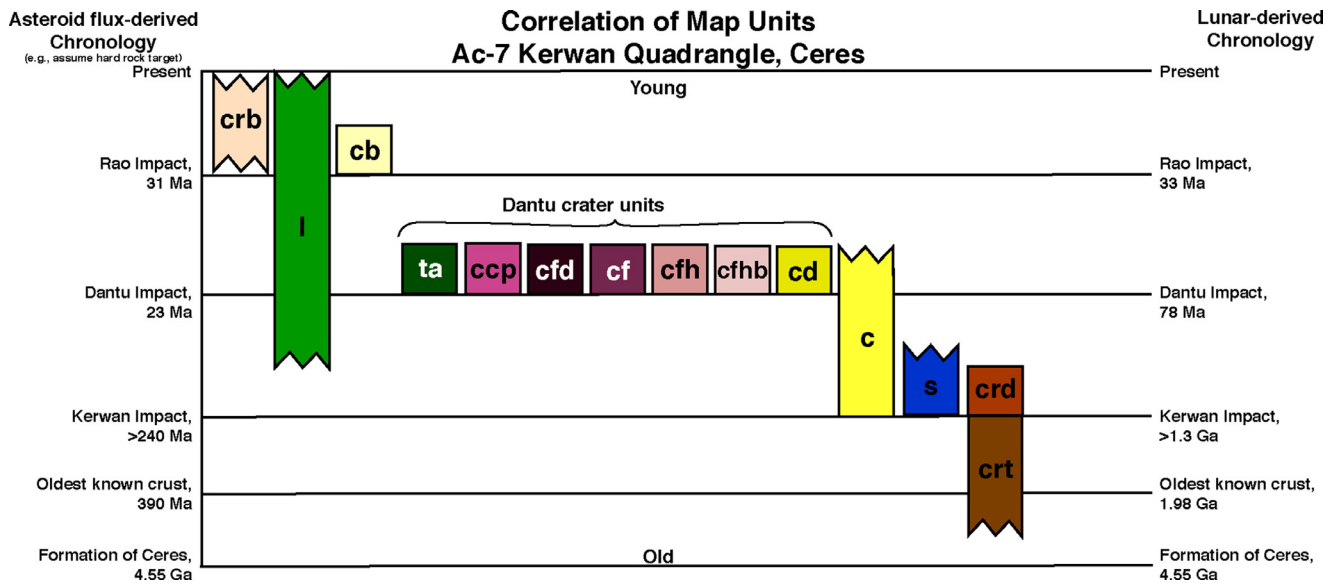 Asteroid flux-derived
Chronology
(e.g., assume hard rock target)
Correlation of Map Units
Ac-7 Kerwan Quadrangle, Ceres
Lunar-derived
Chronology
Present
Young
Present
crb
l
cb
Rao Impact,
31 Ma
Rao Impact,
33 Ma
Dantu crater units
ta
ccp
cfd
cf
cfh
cfhb
cd
c
Dantu Impact,
23 Ma
Dantu Impact,
78 Ma
s
crd
Kerwan Impact,
>240 Ma
Kerwan Impact,
>1.3 Ga
crt
Oldest known crust,
390 Ma
Oldest known crust,
1.98 Ga
Formation of Ceres,
4.55 Ga
Old
Formation of Ceres,
4.55 Ga